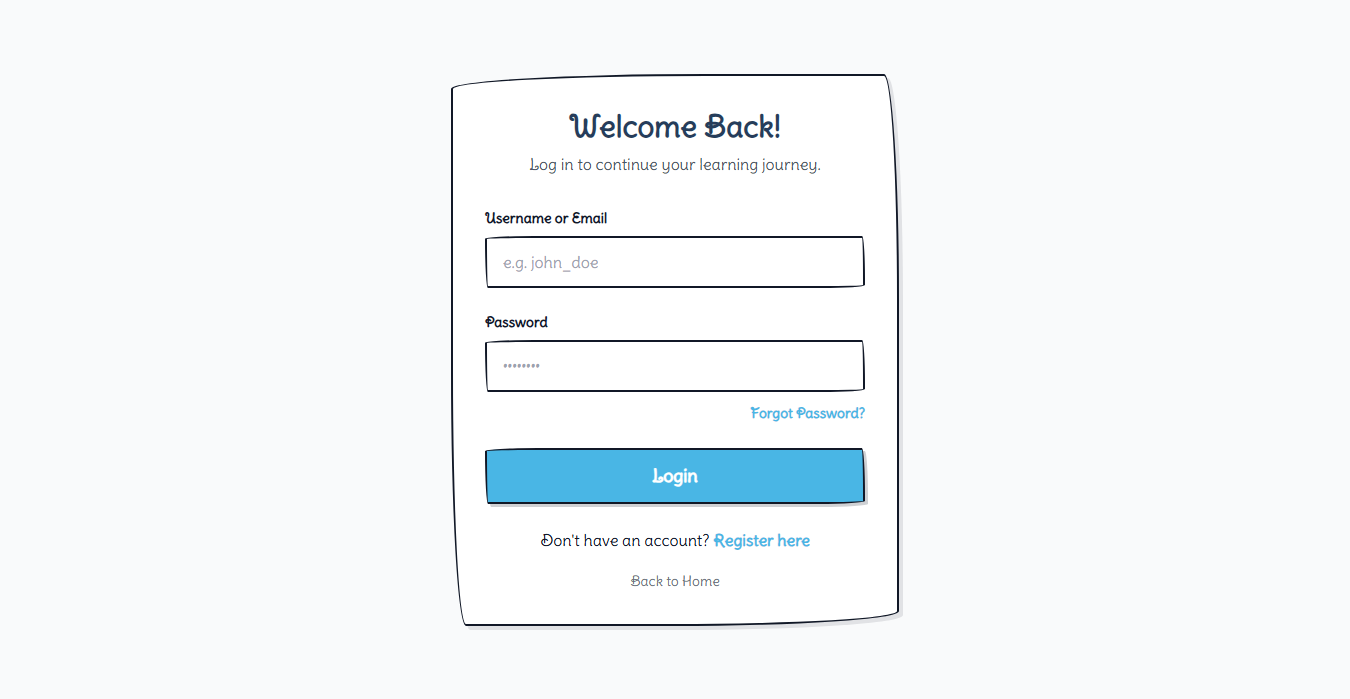 Welcome Back!
Log in to continue your learning journey.
Username or Email
e.g. john_doe
Password
••••••••
Forgot Password?
Login
Don't have an account? Register here
Back to Home